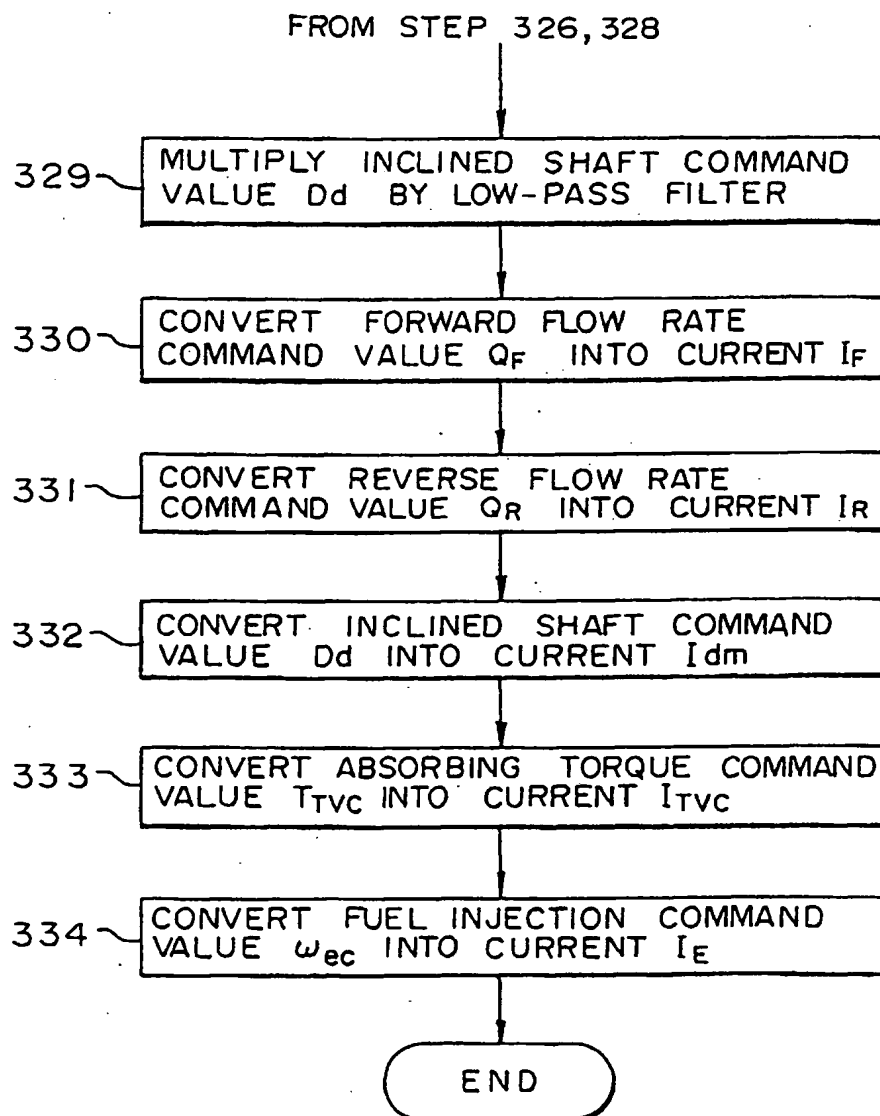 FROM STEP 326, 328
329
MULTIPLY INCLINED SHAFT COMMAND
VALUE Dd BY LOW-PASS FILTER
330
CONVERT FORWARD FLOW RATE
COMMAND VALUE QF INTO CURRENT IF
331
CONVERT REVERSE FLOW RATE
COMMAND VALUE QR INTO CURRENT IR
332
CONVERT INCLINED SHAFT COMMAND
VALUE Dd INTO CURRENT Idm
333
CONVERT ABSORBING TORQUE COMMAND
VALUE TTVC INTO CURRENT ITVC
334
CONVERT FUEL INJECTION COMMAND
VALUE ωec INTO CURRENT IE
END